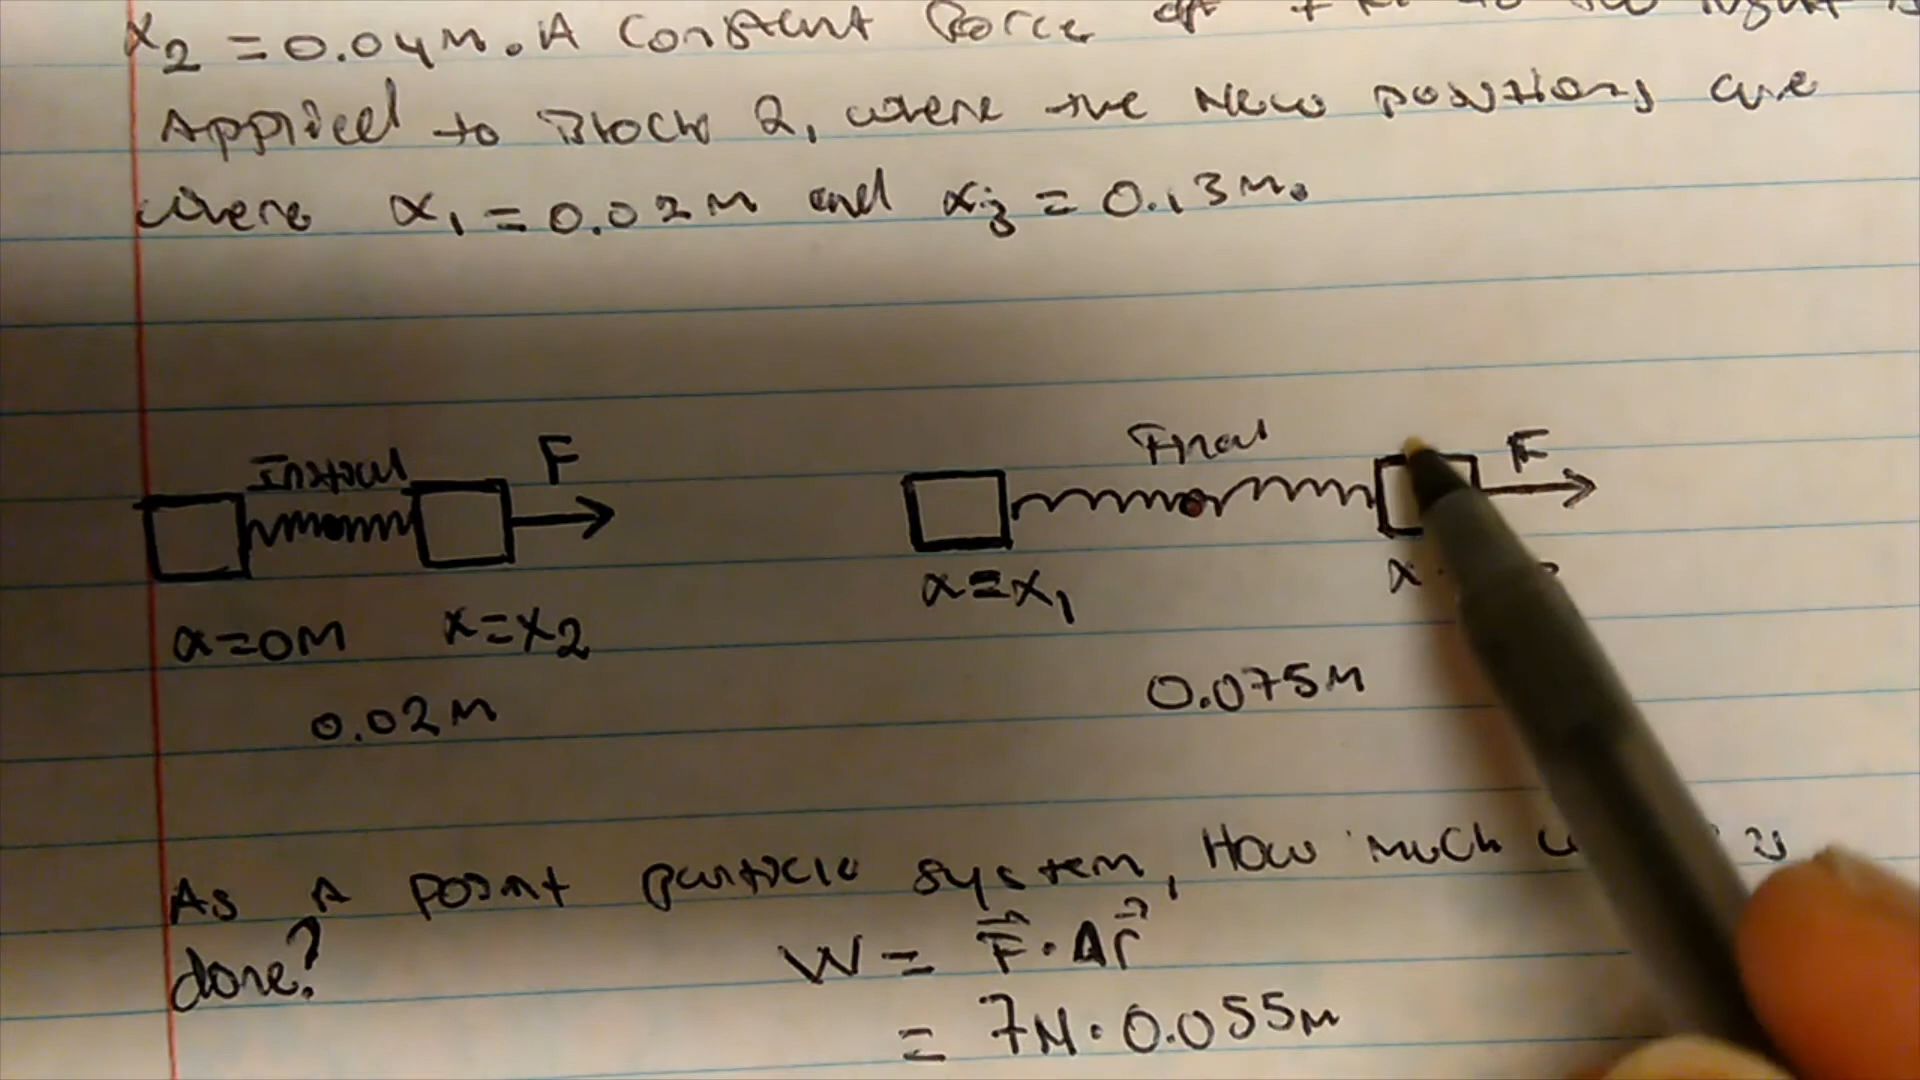 x2 = 0.04m. A constant Force of
Applied to Block 2, where the New positions are
where x1 = 0.02m and x3 = 0.13m.
Initial
F
Final
F
x=0m
x=x2
x=x1
x
0.02m
0.075m
As A point particle system, How much
done?
W = F⃗·Δr⃗
= 7N·0.055m